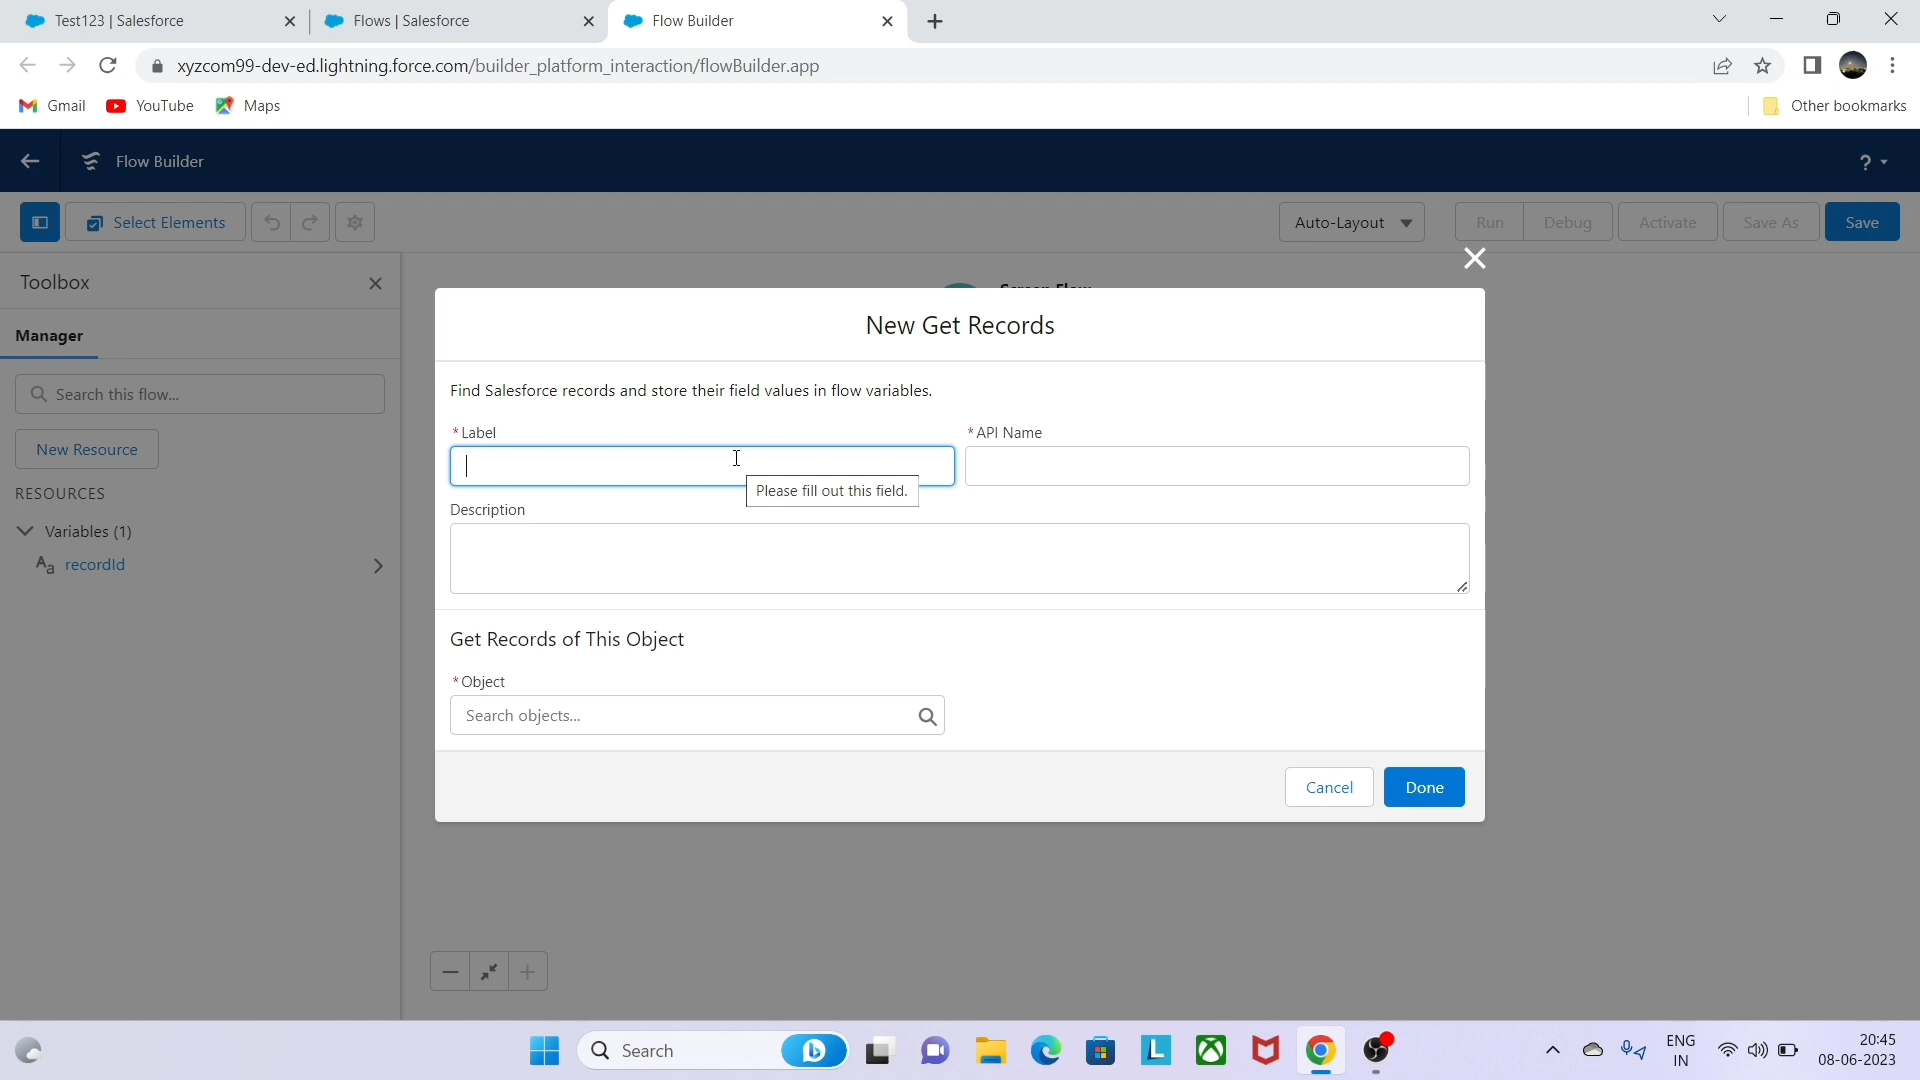 Test123 | Salesforce
Flows | Salesforce
Flow Builder
xyzcom99-dev-ed.lightning.force.com/builder_platform_interaction/flowBuilder.app
Gmail
YouTube
Maps
Other bookmarks
Flow Builder
?
Select Elements
Auto-Layout
Run
Debug
Activate
Save As
Save
Toolbox
Manager
Search this flow...
New Resource
RESOURCES
Variables (1)
Aa recordId
Screen Flow
New Get Records
Find Salesforce records and store their field values in flow variables.
* Label
* API Name
Please fill out this field.
Description
Get Records of This Object
* Object
Search objects...
Cancel
Done
Search
ENG
IN
20:45
08-06-2023